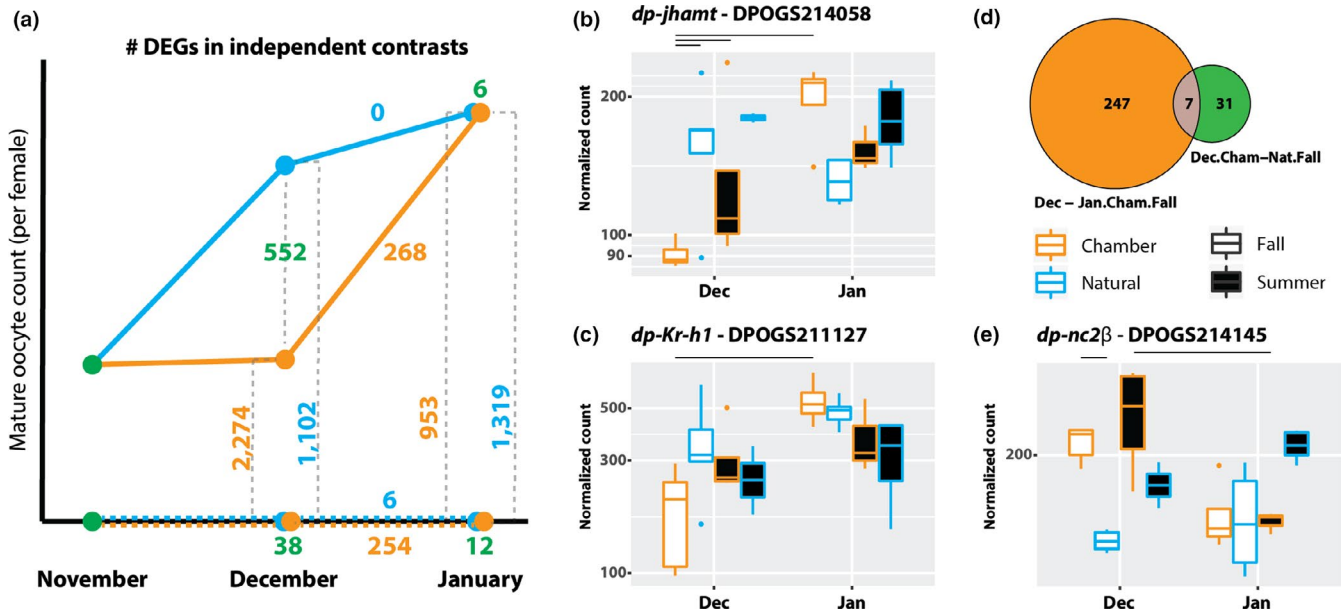 (a)
# DEGs in independent contrasts
Mature oocyte count (per female)
0
6
552
268
2,274
1,102
953
1,319
6
38
254
12
November
December
January
(b)
dp-jhamt - DPOGS214058
Normalized count
200
100
90
Dec
Jan
(c)
dp-Kr-h1 - DPOGS211127
Normalized count
500
300
100
Dec
Jan
(d)
247
7
31
Dec.Cham–Nat.Fall
Dec – Jan.Cham.Fall
Chamber
Fall
Natural
Summer
(e)
dp-nc2β - DPOGS214145
Normalized count
200
Dec
Jan